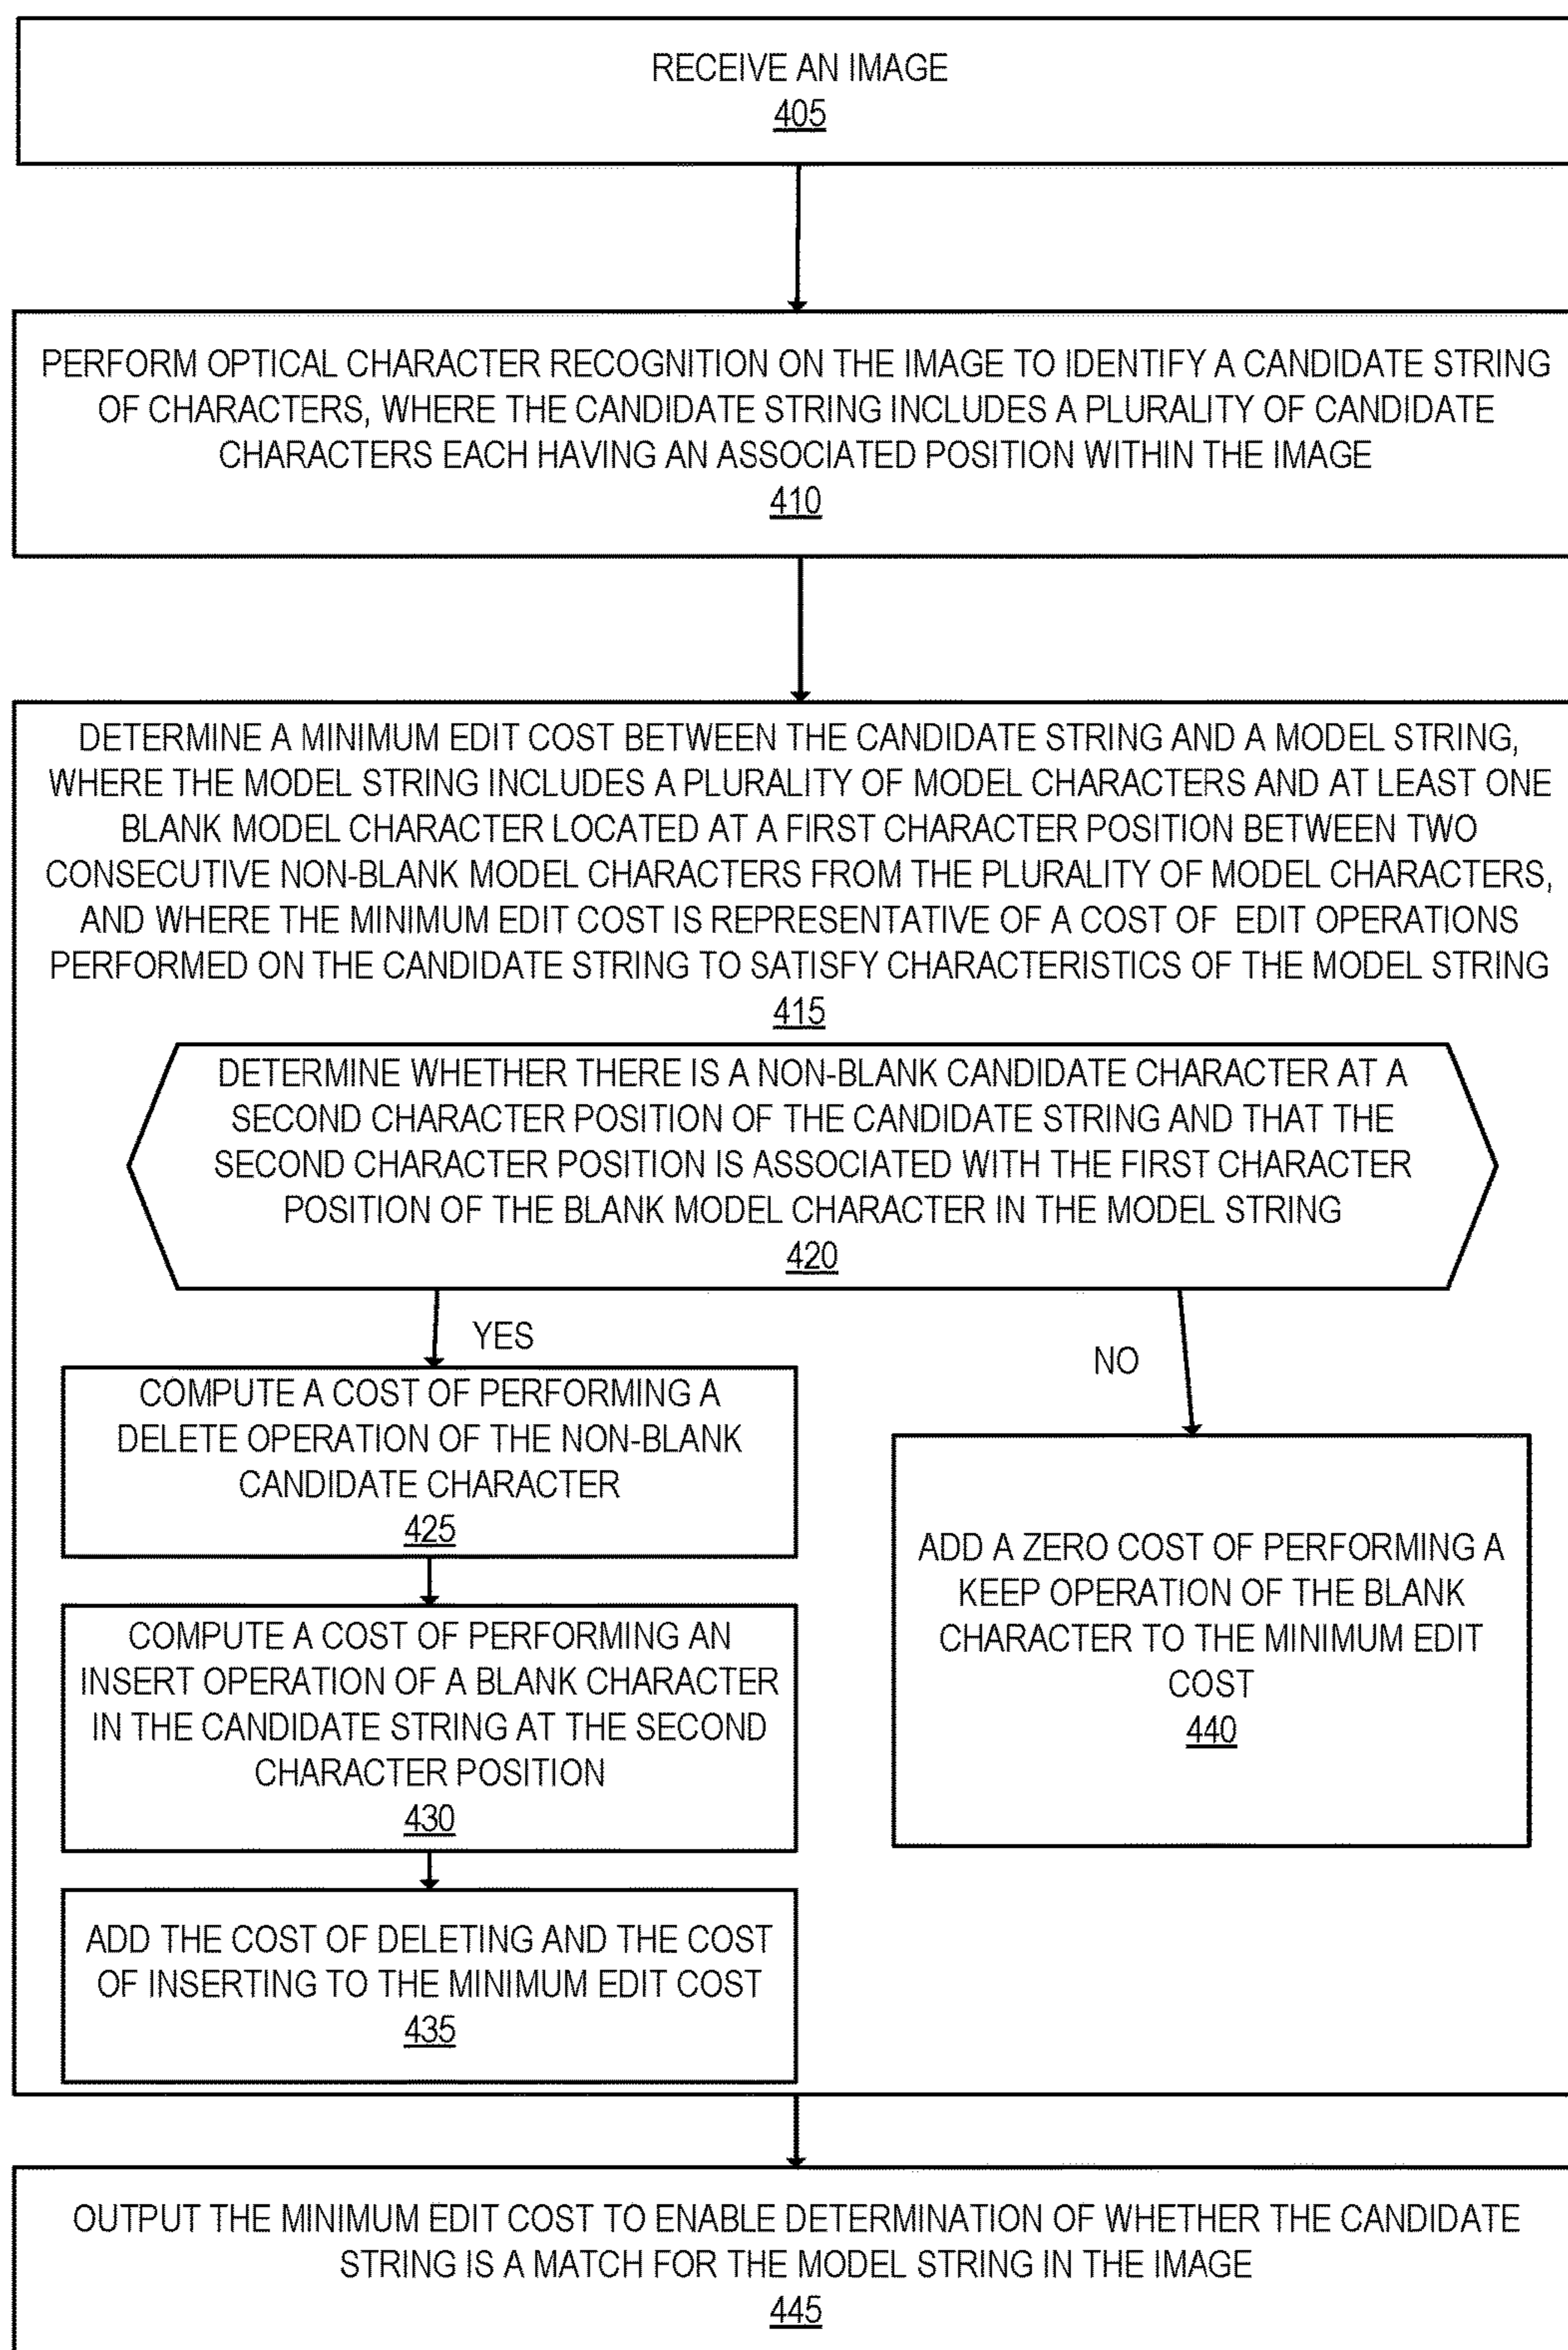 RECEIVE AN IMAGE
405
PERFORM OPTICAL CHARACTER RECOGNITION ON THE IMAGE TO IDENTIFY A CANDIDATE STRING
OF CHARACTERS, WHERE THE CANDIDATE STRING INCLUDES A PLURALITY OF CANDIDATE
CHARACTERS EACH HAVING AN ASSOCIATED POSITION WITHIN THE IMAGE
410
DETERMINE A MINIMUM EDIT COST BETWEEN THE CANDIDATE STRING AND A MODEL STRING,
WHERE THE MODEL STRING INCLUDES A PLURALITY OF MODEL CHARACTERS AND AT LEAST ONE
BLANK MODEL CHARACTER LOCATED AT A FIRST CHARACTER POSITION BETWEEN TWO
CONSECUTIVE NON-BLANK MODEL CHARACTERS FROM THE PLURALITY OF MODEL CHARACTERS,
AND WHERE THE MINIMUM EDIT COST IS REPRESENTATIVE OF A COST OF EDIT OPERATIONS
PERFORMED ON THE CANDIDATE STRING TO SATISFY CHARACTERISTICS OF THE MODEL STRING
415
DETERMINE WHETHER THERE IS A NON-BLANK CANDIDATE CHARACTER AT A
SECOND CHARACTER POSITION OF THE CANDIDATE STRING AND THAT THE
SECOND CHARACTER POSITION IS ASSOCIATED WITH THE FIRST CHARACTER
POSITION OF THE BLANK MODEL CHARACTER IN THE MODEL STRING
420
YES
NO
COMPUTE A COST OF PERFORMING A
DELETE OPERATION OF THE NON-BLANK
CANDIDATE CHARACTER
425
COMPUTE A COST OF PERFORMING AN
INSERT OPERATION OF A BLANK CHARACTER
IN THE CANDIDATE STRING AT THE SECOND
CHARACTER POSITION
430
ADD THE COST OF DELETING AND THE COST
OF INSERTING TO THE MINIMUM EDIT COST
435
ADD A ZERO COST OF PERFORMING A
KEEP OPERATION OF THE BLANK
CHARACTER TO THE MINIMUM EDIT
COST
440
OUTPUT THE MINIMUM EDIT COST TO ENABLE DETERMINATION OF WHETHER THE CANDIDATE
STRING IS A MATCH FOR THE MODEL STRING IN THE IMAGE
445